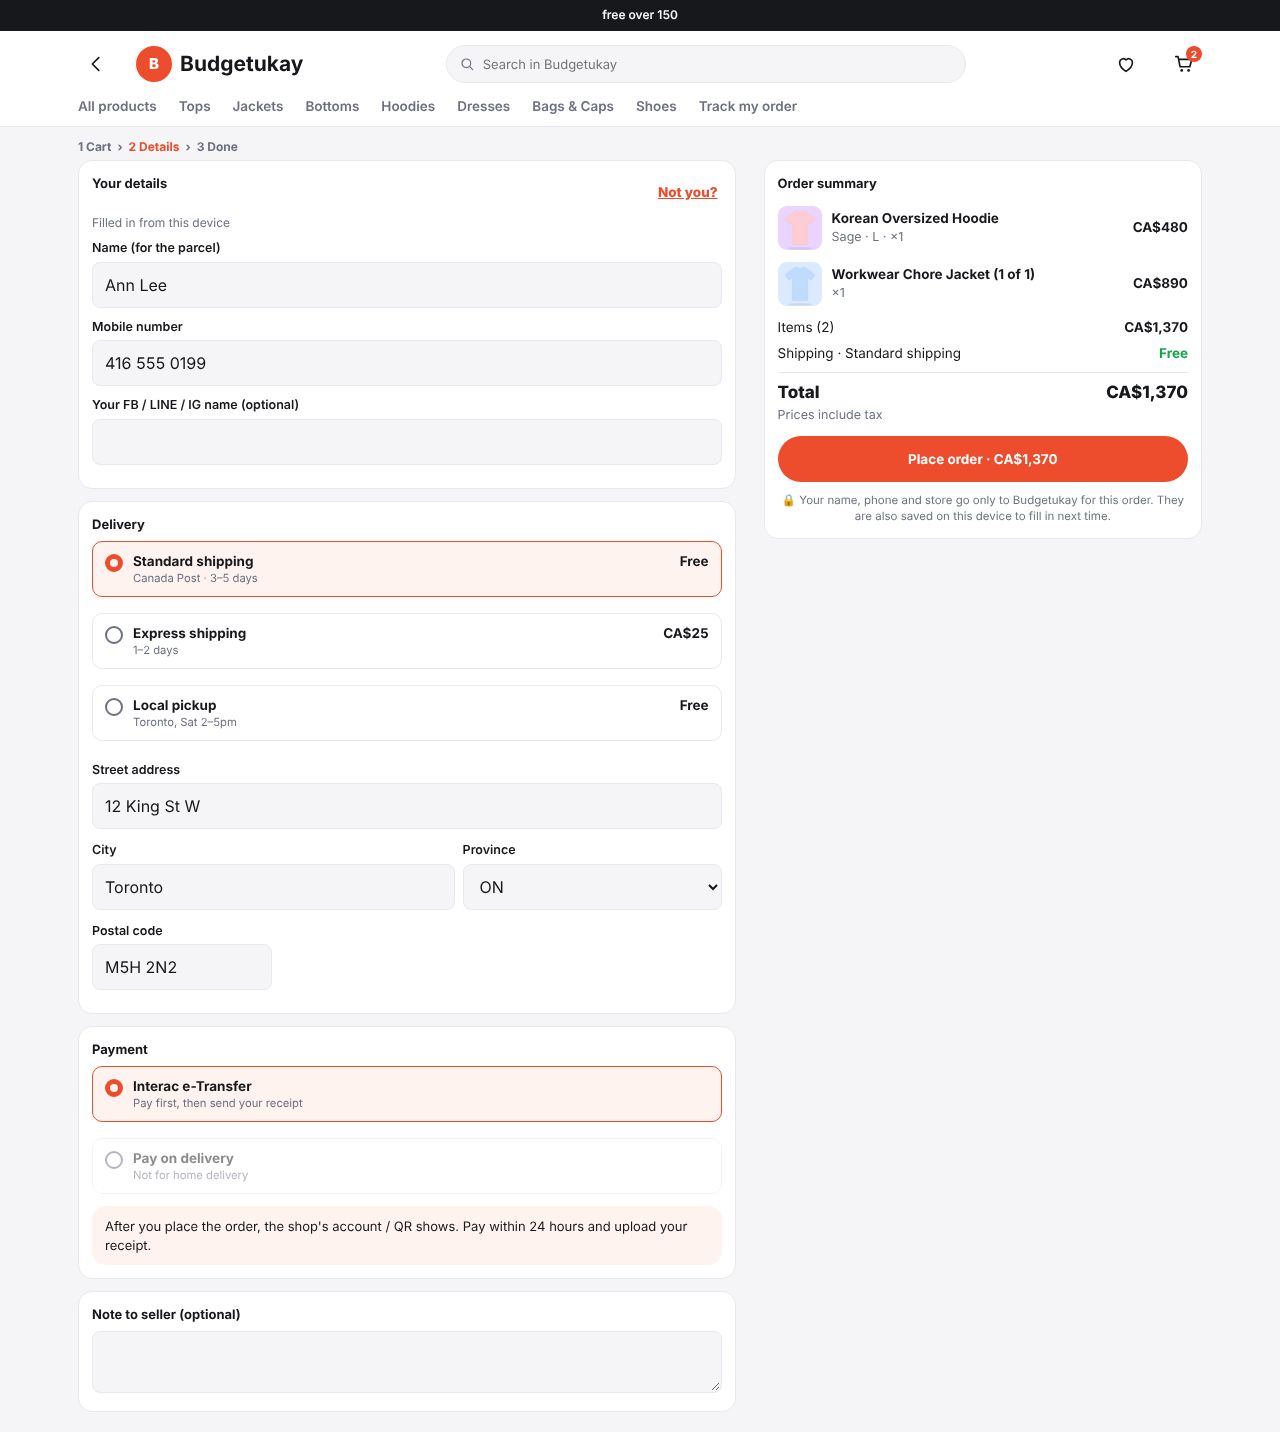 free over 150
B Budgetukay
Search in Budgetukay
2
All products Tops Jackets Bottoms Hoodies Dresses Bags & Caps Shoes Track my order
1 Cart › 2 Details › 3 Done
Your details
Not you?
Filled in from this device
Name (for the parcel)
Ann Lee
Mobile number
416 555 0199
Your FB / LINE / IG name (optional)
Delivery
Standard shipping Free
Canada Post · 3–5 days
Express shipping CA$25
1–2 days
Local pickup Free
Toronto, Sat 2–5pm
Street address
12 King St W
City Province
Toronto ON
Postal code
M5H 2N2
Payment
Interac e-Transfer
Pay first, then send your receipt
Pay on delivery
Not for home delivery
After you place the order, the shop's account / QR shows. Pay within 24 hours and upload your
receipt.
Note to seller (optional)
Order summary
Korean Oversized Hoodie CA$480
Sage · L · ×1
Workwear Chore Jacket (1 of 1) CA$890
×1
Items (2) CA$1,370
Shipping · Standard shipping Free
Total CA$1,370
Prices include tax
Place order · CA$1,370
🔒 Your name, phone and store go only to Budgetukay for this order. They
are also saved on this device to fill in next time.